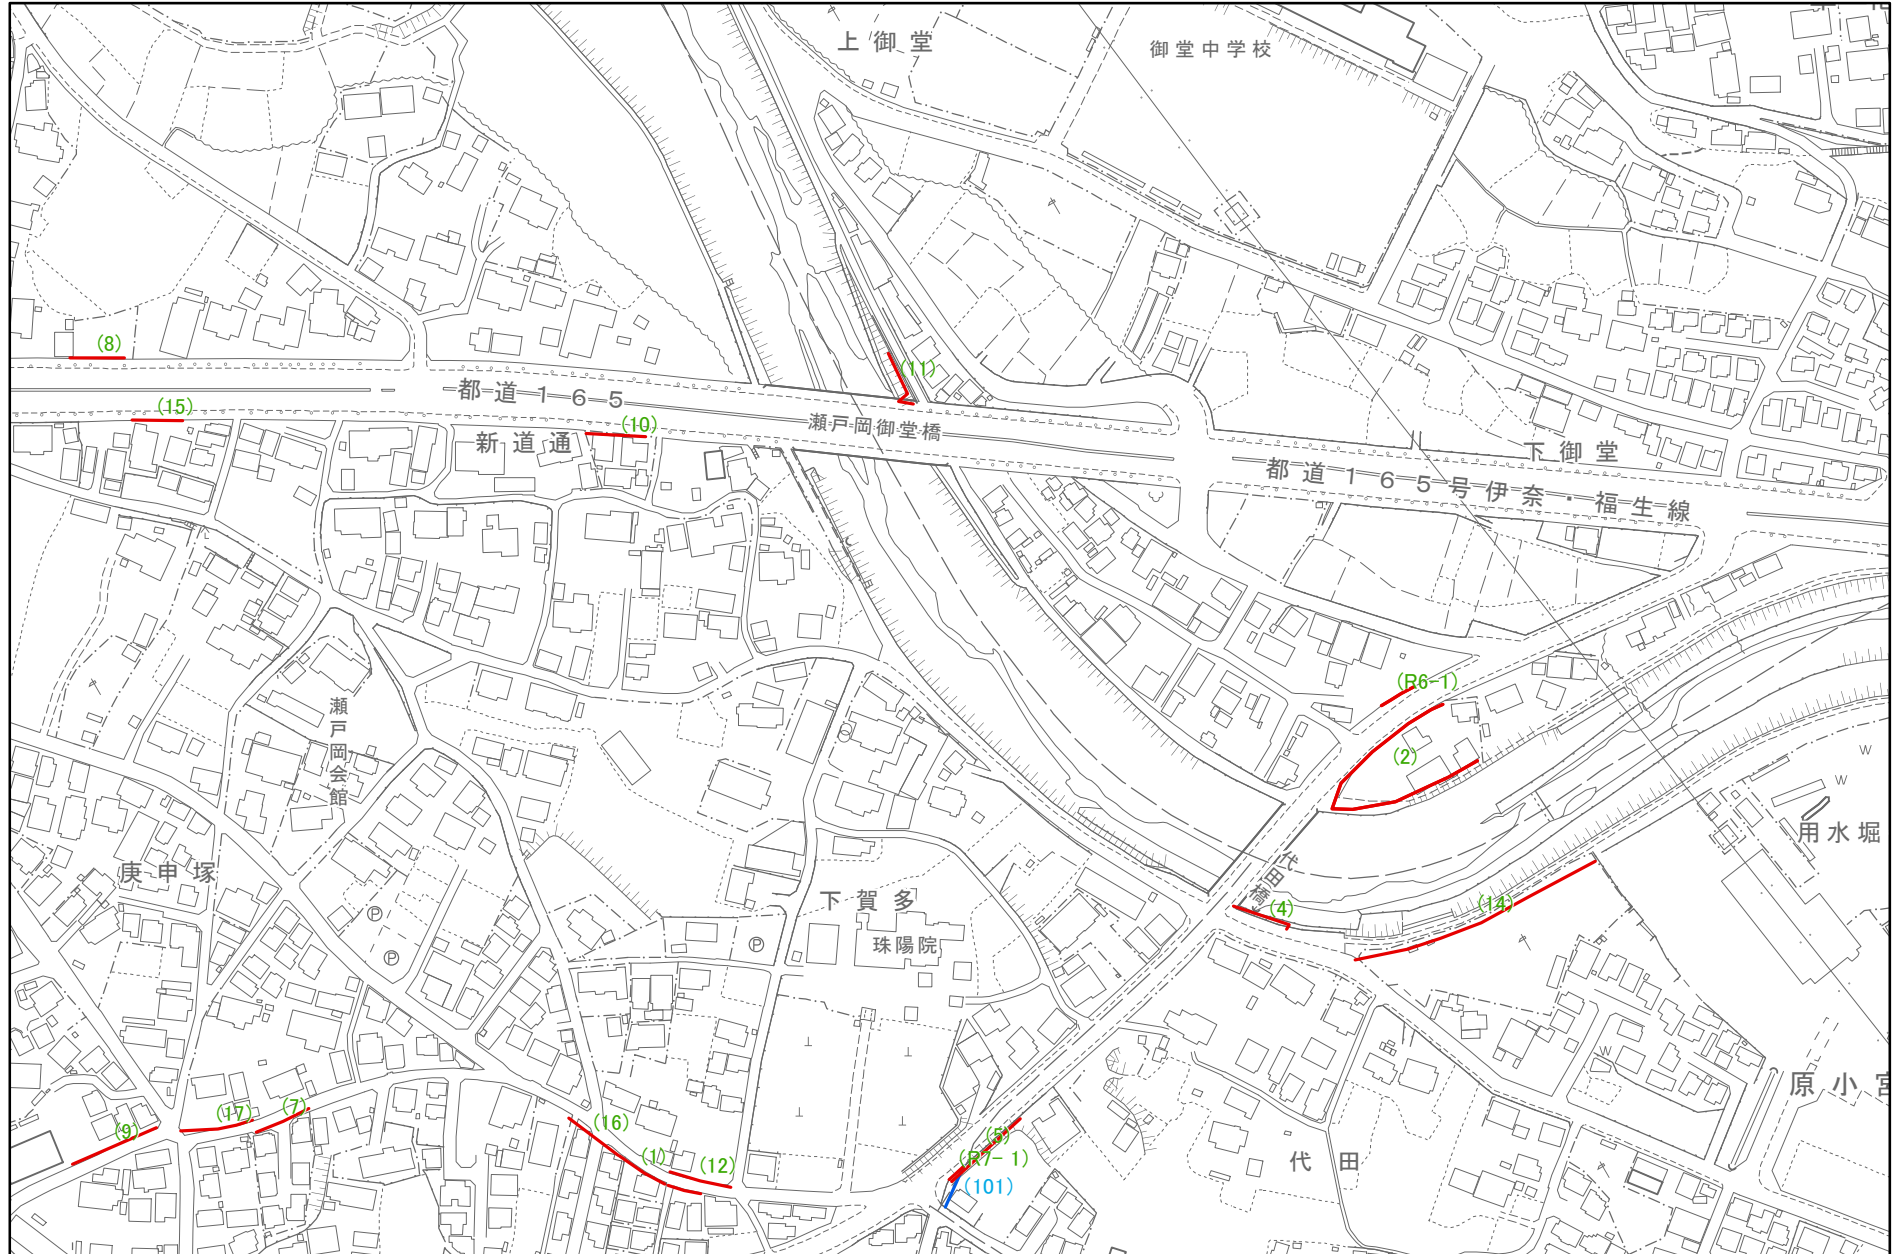 上御堂
御堂中学校
(8)
(11)
都道165
(15)
(10)
瀬戸岡御堂橋
新道通
下御堂
都道165号伊奈・福生線
(R6-1)
瀬戸岡会館
(2)
W
W
用水堀
庚申塚
代田橋
下賀多
(4)
(14)
P
珠陽院
P
P
W
原小宮
(7)
(17)
(9)
(16)
(5)
(1)
(12)
(R7-1)
代田
(101)